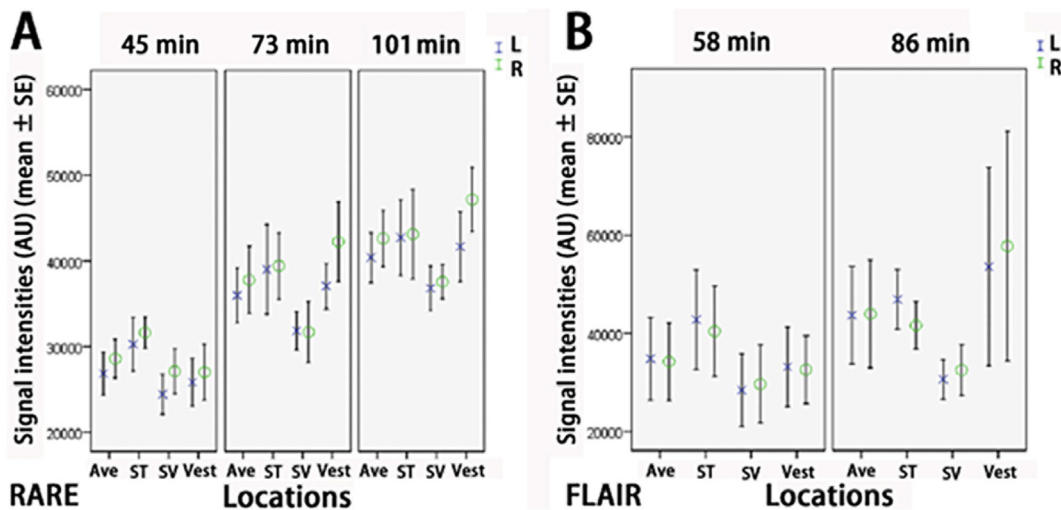 A
45 min 73 min 101 min
L
R
Signal intensities (AU) (mean ± SE)
60000
50000
40000
30000
20000
Ave ST SV Vest Ave ST SV Vest Ave ST SV Vest
RARE Locations
B
58 min 86 min
L
R
Signal intensities (AU) (mean ± SE)
80000
60000
40000
20000
Ave ST SV Vest Ave ST SV Vest
FLAIR Locations